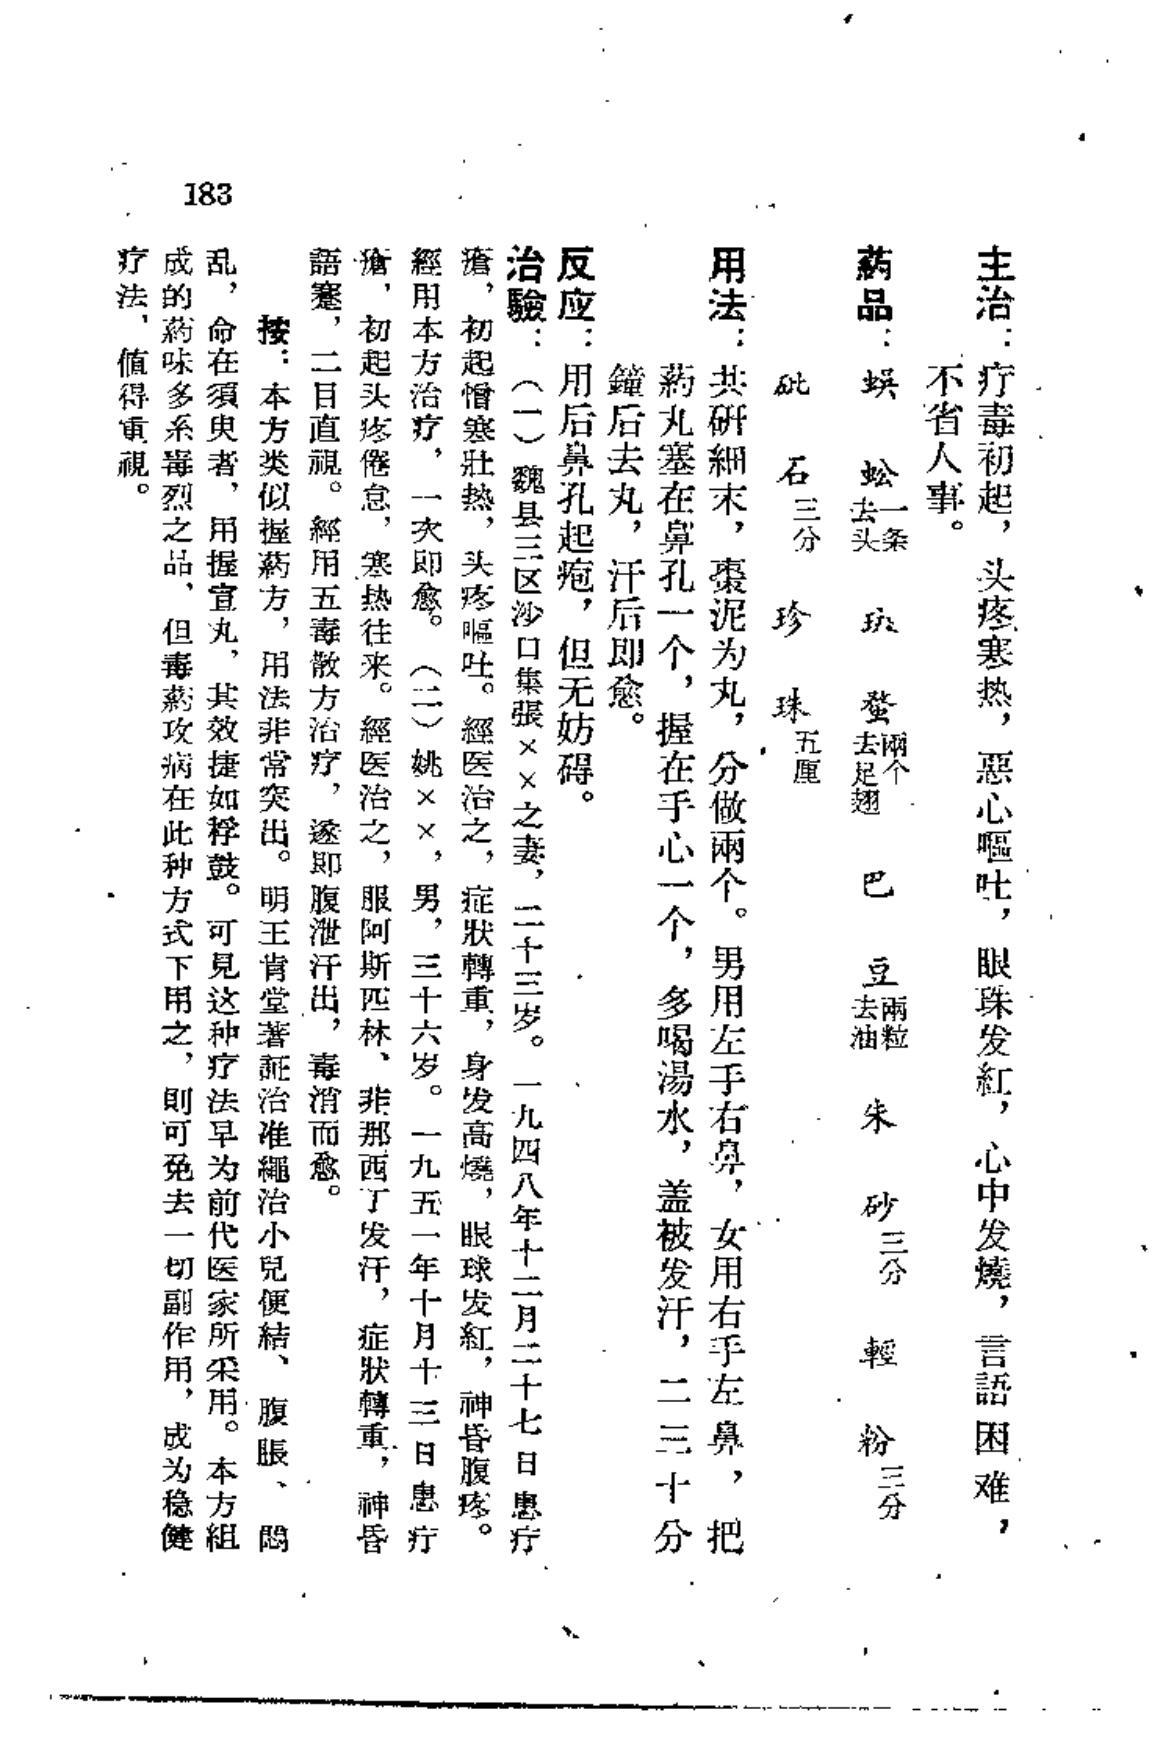 主治：疔毒初起，头疼寒热，惡心嘔吐，眼珠发紅，心中发燒，言語困难，
不省人事。
葯品：蜈蚣一条去头　斑蝥兩个去足翅　巴豆兩粒去油　朱砂三分　輕粉三分
砒石三分　珍珠五厘
用法：共研細末，棗泥为丸，分做兩个。男用左手右鼻，女用右手左鼻，把
葯丸塞在鼻孔一个，握在手心一个，多喝湯水，盖被发汗，二三十分
鐘后去丸，汗后即愈。
反应：用后鼻孔起疱，但无妨碍。
治驗：（一）魏县三区沙口集張××之妻，二十三岁。一九四八年十二月二十七日患疔
瘡，初起憎寒壯热，头疼嘔吐。經医治之，症狀轉重，身发高燒，眼球发紅，神昏腹疼。
經用本方治疗，一次即愈。（二）姚××，男，三十六岁。一九五一年十月十三日患疔
瘡，初起头疼倦怠，寒热往来。經医治之，服阿斯匹林、非那西丁发汗，症狀轉重，神昏
語蹇，二目直視。經用五毒散方治疗，遂即腹泄汗出，毒消而愈。
按：本方类似握葯方，用法非常突出。明王肯堂著証治准繩治小兒便結、腹脹、悶
乱，命在須臾者，用握宣丸，其效捷如桴鼓。可見这种疗法早为前代医家所采用。本方組
成的葯味多系毒烈之品，但毒葯攻病在此种方式下用之，則可免去一切副作用，成为稳健
疗法，值得重視。
183